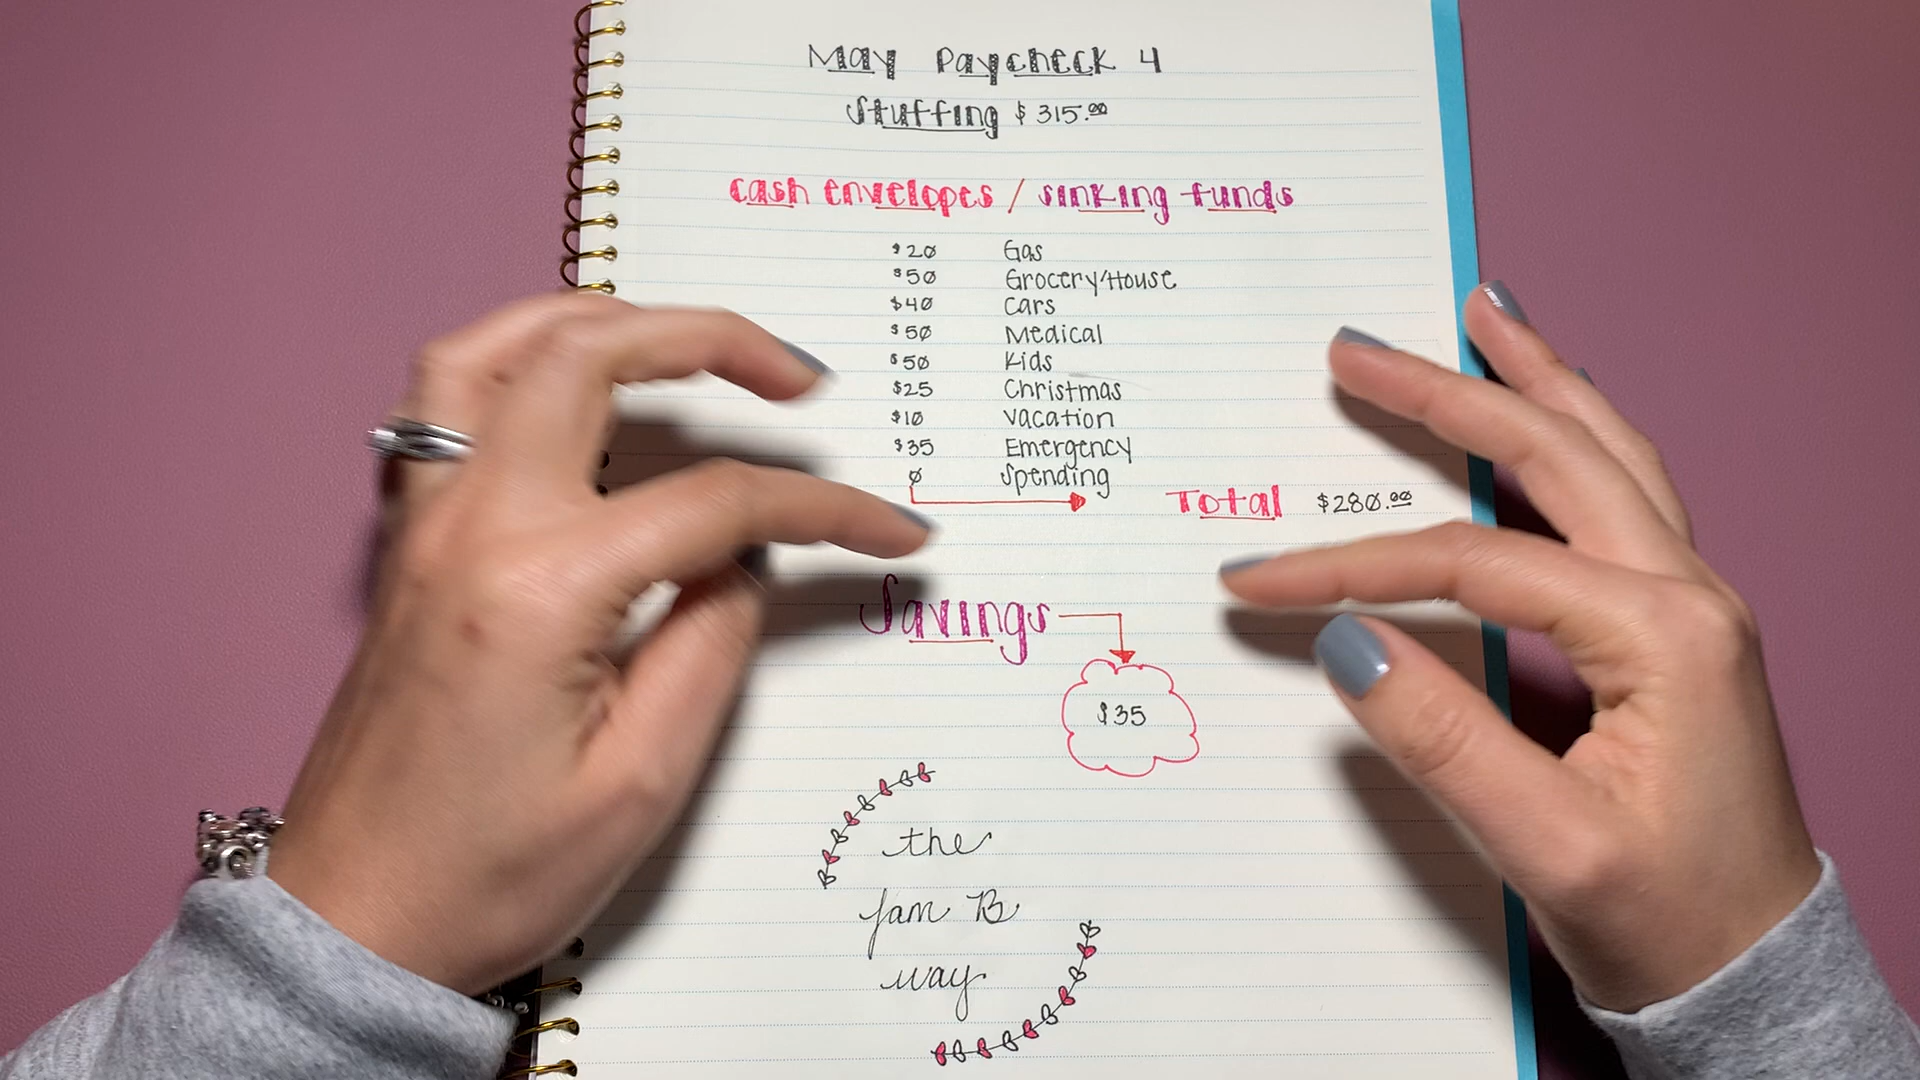 May Paycheck 4
Stuffing $315.00
cash envelopes / sinking funds
$20 Gas
$50 Grocery/House
$40 Cars
$50 Medical
$50 Kids
$25 Christmas
$10 Vacation
$35 Emergency
0 Spending
Total $280.00
Savings
$35
the
fam B
way